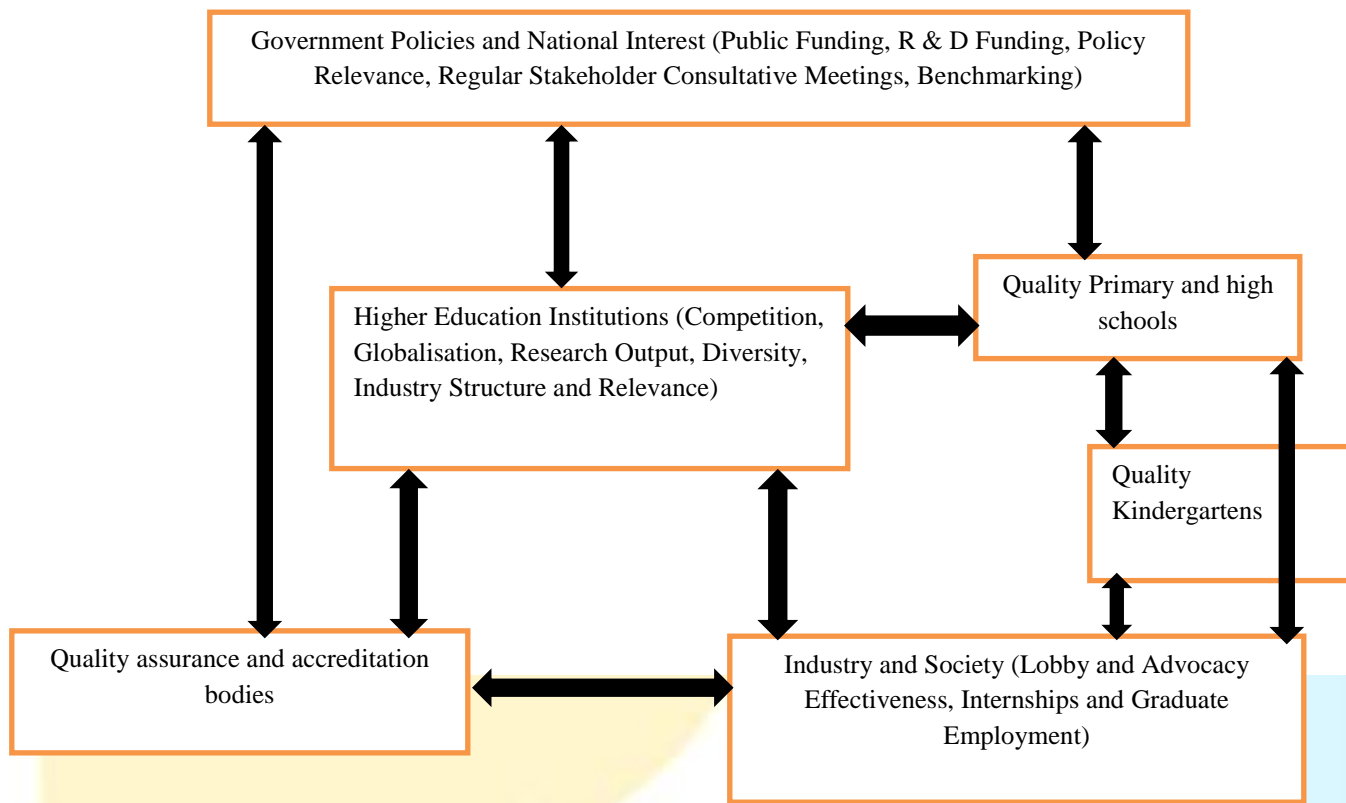 Government Policies and National Interest (Public Funding, R & D Funding, Policy
Relevance, Regular Stakeholder Consultative Meetings, Benchmarking)
Quality Primary and high
schools
Higher Education Institutions (Competition,
Globalisation, Research Output, Diversity,
Industry Structure and Relevance)
Quality
Kindergartens
Quality assurance and accreditation
bodies
Industry and Society (Lobby and Advocacy
Effectiveness, Internships and Graduate
Employment)